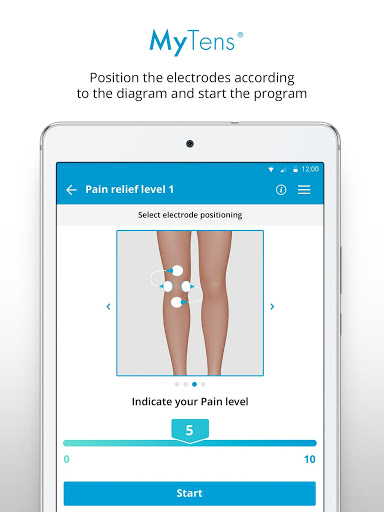 MyTens®
Position the electrodes according
to the diagram and start the program
12:00
Pain relief level 1
Select electrode positioning
Indicate your Pain level
5
0 10
Start